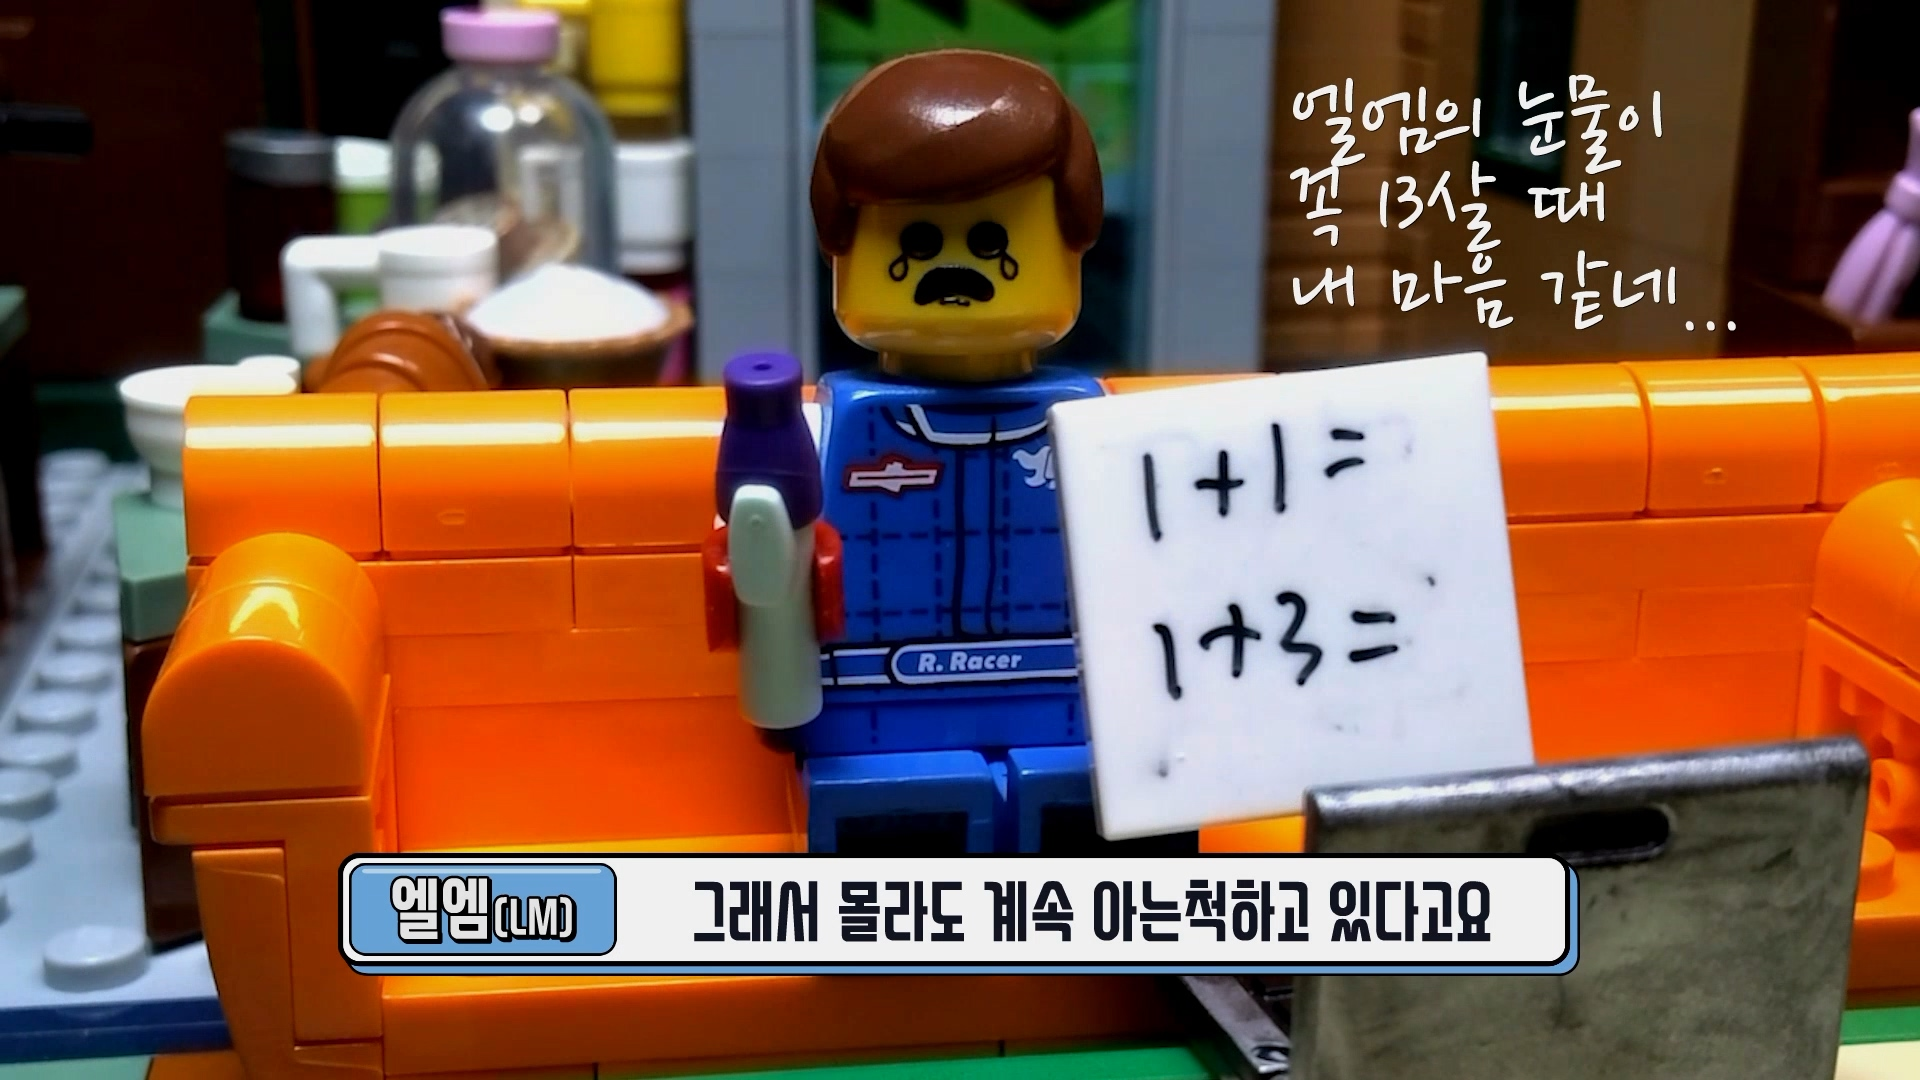 엘엠의 눈물이
꼭 13살 때
내 마음 같네...
1+1=
1+3=
R. Racer
엘엠(LM) 그래서 몰라도 계속 아는척하고 있다고요